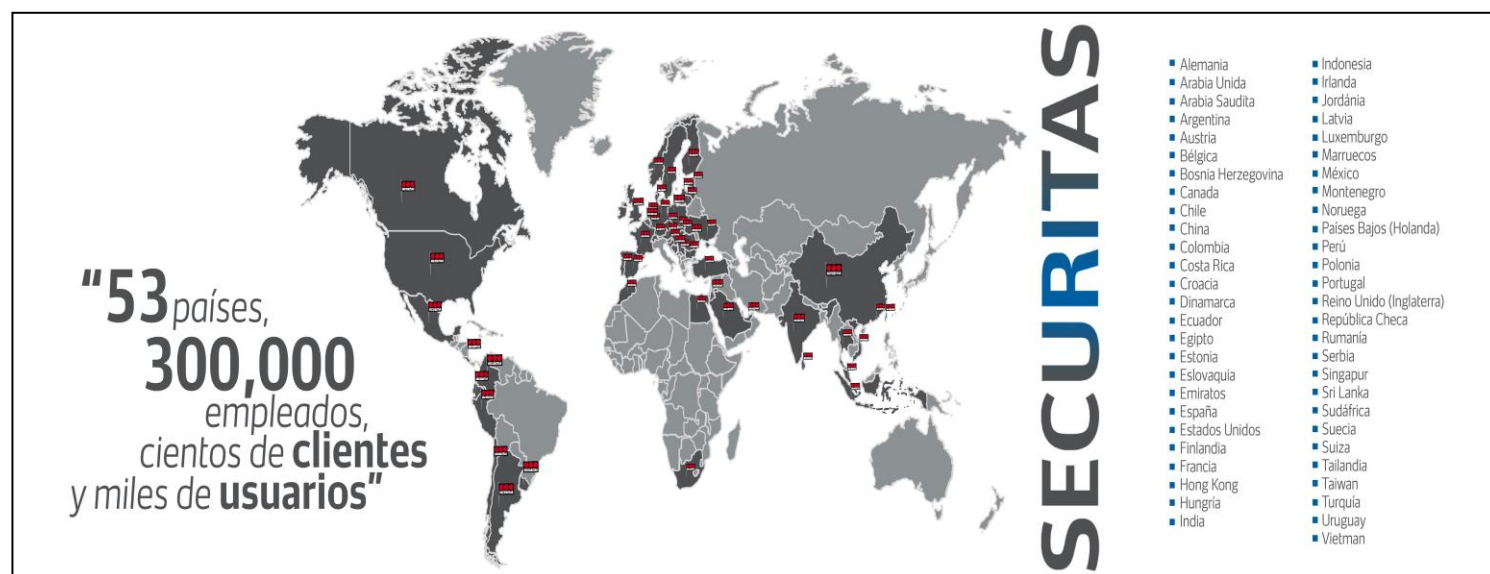 “53 países,
300,000
empleados,
cientos de clientes
y miles de usuarios”
SECURITAS
Alemania
Arabia Unida
Arabia Saudita
Argentina
Austria
Bélgica
Bosnia Herzegovina
Canada
Chile
China
Colombia
Costa Rica
Croacia
Dinamarca
Ecuador
Egipto
Estonia
Eslovaquia
Emiratos
España
Estados Unidos
Finlandia
Francia
Hong Kong
Hungría
India
Indonesia
Irlanda
Jordánia
Latvia
Luxemburgo
Marruecos
México
Montenegro
Noruega
Países Bajos (Holanda)
Perú
Polonia
Portugal
Reino Unido (Inglaterra)
República Checa
Rumanía
Serbia
Singapur
Sri Lanka
Sudáfrica
Suecia
Suiza
Tailandia
Taiwan
Turquía
Uruguay
Vietman